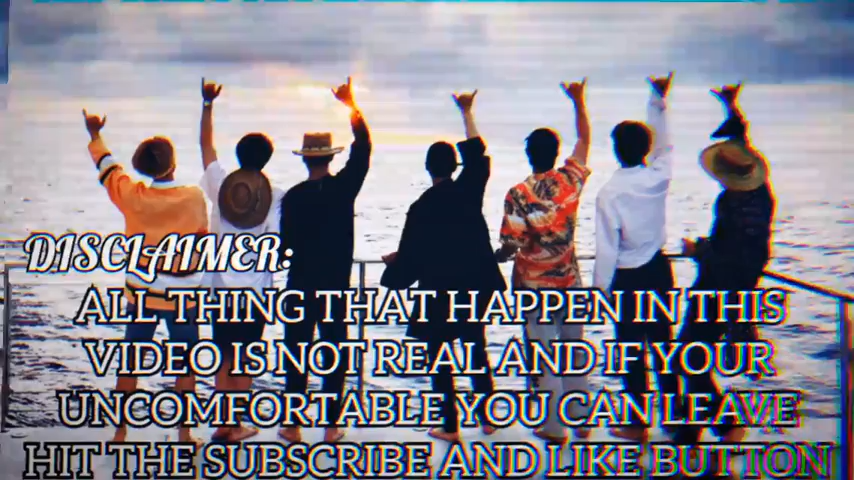 DISCLAIMER:
ALL THING THAT HAPPEN IN THIS
VIDEO IS NOT REAL AND IF YOUR
UNCOMFORTABLE YOU CAN LEAVE
HIT THE SUBSCRIBE AND LIKE BUTTON